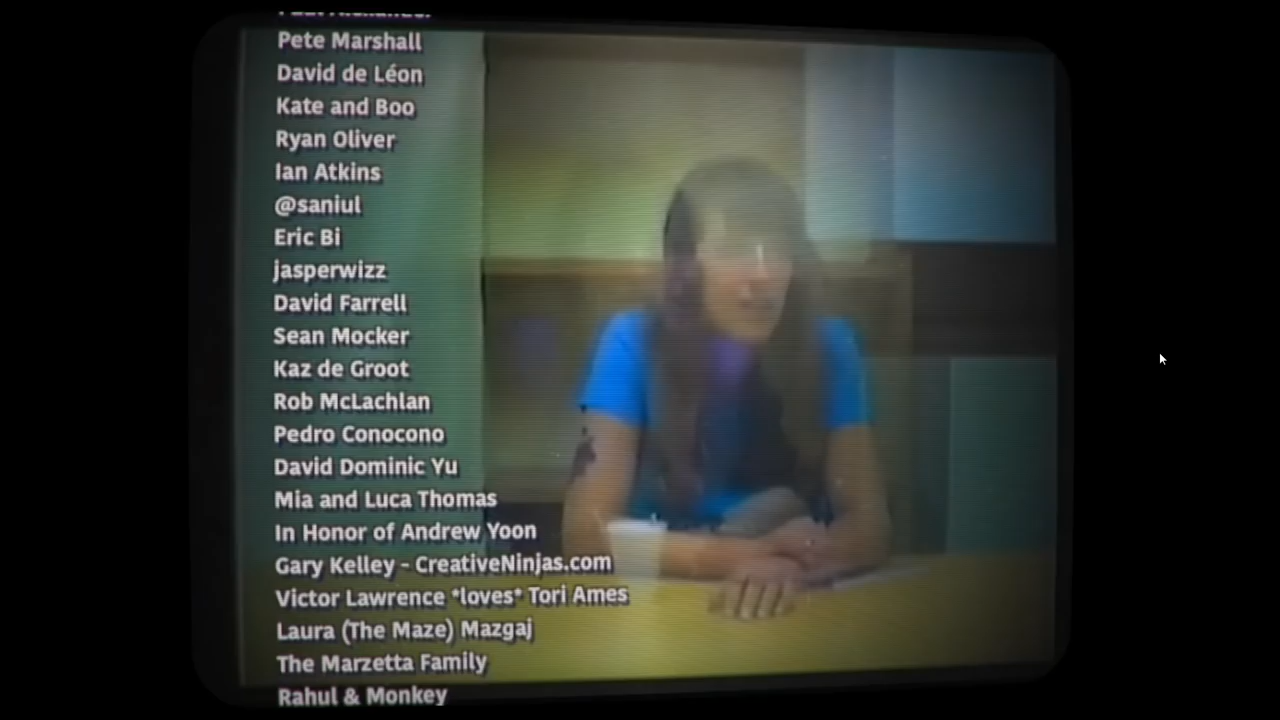 Pete Marshall
David de Léon
Kate and Boo
Ryan Oliver
Ian Atkins
@saniul
Eric Bi
jasperwizz
David Farrell
Sean Mocker
Kaz de Groot
Rob McLachlan
Pedro Conocono
David Dominic Yu
Mia and Luca Thomas
In Honor of Andrew Yoon
Gary Kelley - CreativeNinjas.com
Victor Lawrence *loves* Tori Ames
Laura (The Maze) Mazgaj
The Marzetta Family
Rahul & Monkey